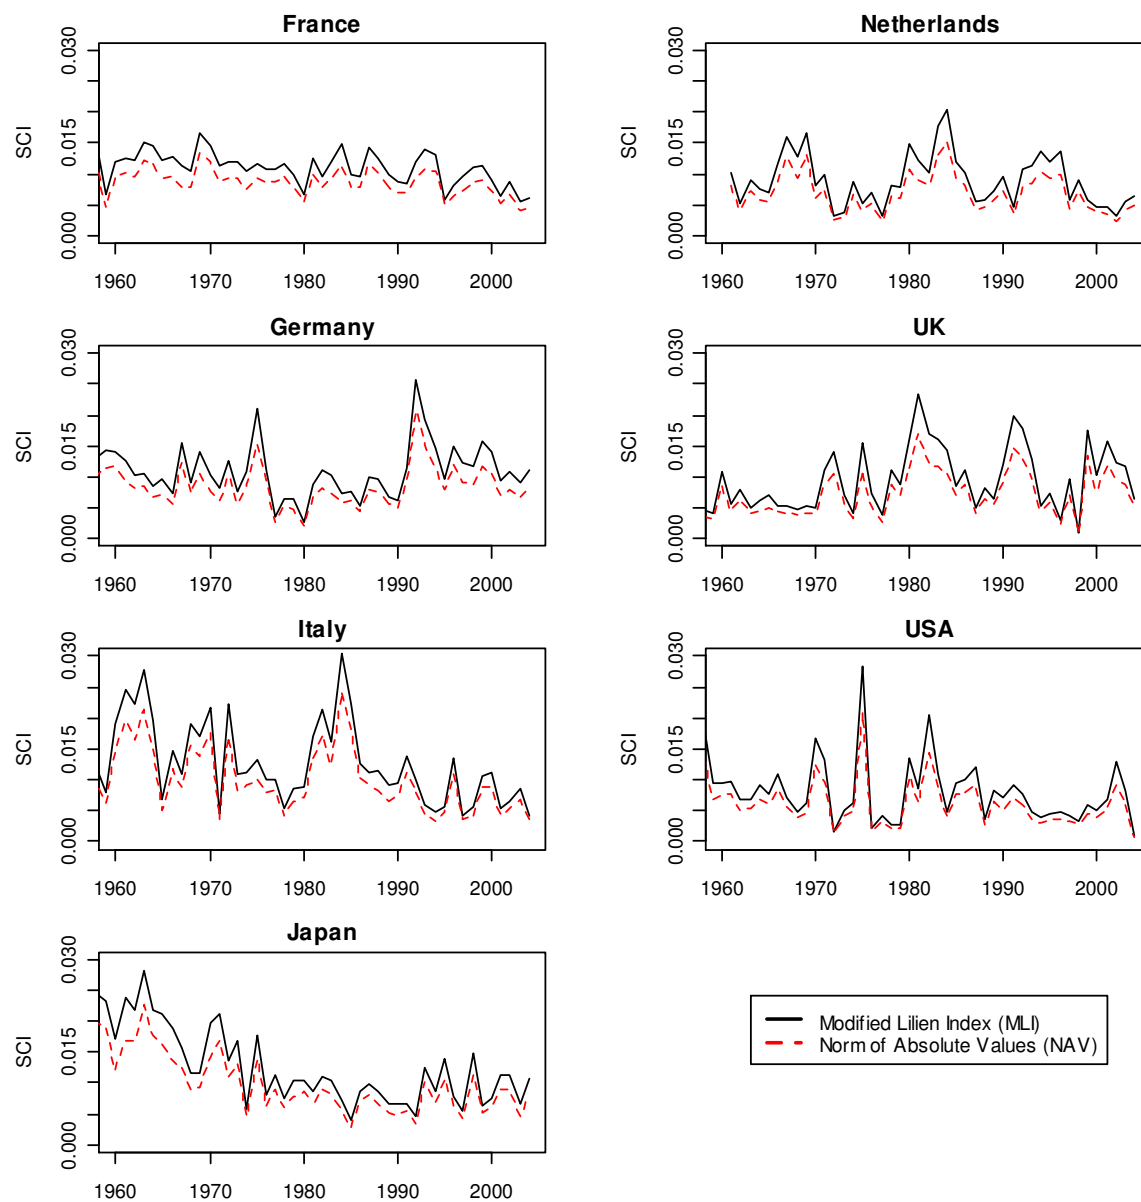 France
SCI
0.000 0.015 0.030
1960 1970 1980 1990 2000
Netherlands
SCI
0.000 0.015 0.030
1960 1970 1980 1990 2000
Germany
SCI
0.000 0.015 0.030
1960 1970 1980 1990 2000
UK
SCI
0.000 0.015 0.030
1960 1970 1980 1990 2000
Italy
SCI
0.000 0.015 0.030
1960 1970 1980 1990 2000
USA
SCI
0.000 0.015 0.030
1960 1970 1980 1990 2000
Japan
SCI
0.000 0.015 0.030
1960 1970 1980 1990 2000
Modified Lilien Index (MLI)
Norm of Absolute Values (NAV)